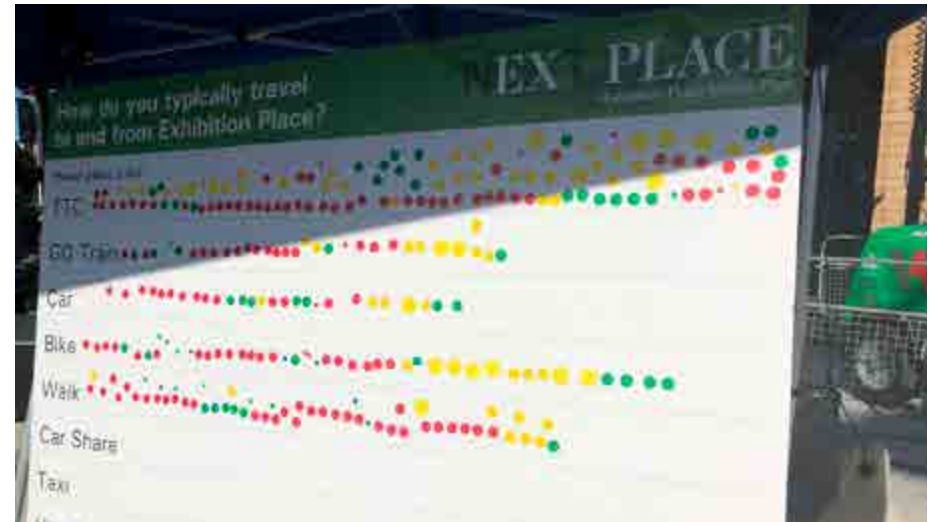 How do you typically travel
to and from Exhibition Place?
EX PLACE
TTC
GO Train
Car
Bike
Walk
Car Share
Taxi